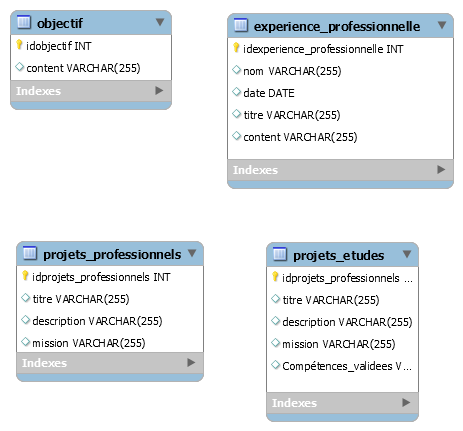 objectif
idobjectif INT
content VARCHAR(255)
Indexes
experience_professionnelle
idexperience_professionnelle INT
nom VARCHAR(255)
date DATE
titre VARCHAR(255)
content VARCHAR(255)
Indexes
projets_professionnels
idprojets_professionnels INT
titre VARCHAR(255)
description VARCHAR(255)
mission VARCHAR(255)
Indexes
projets_etudes
idprojets_professionnels ...
titre VARCHAR(255)
description VARCHAR(255)
mission VARCHAR(255)
Compétences_validees V...
Indexes